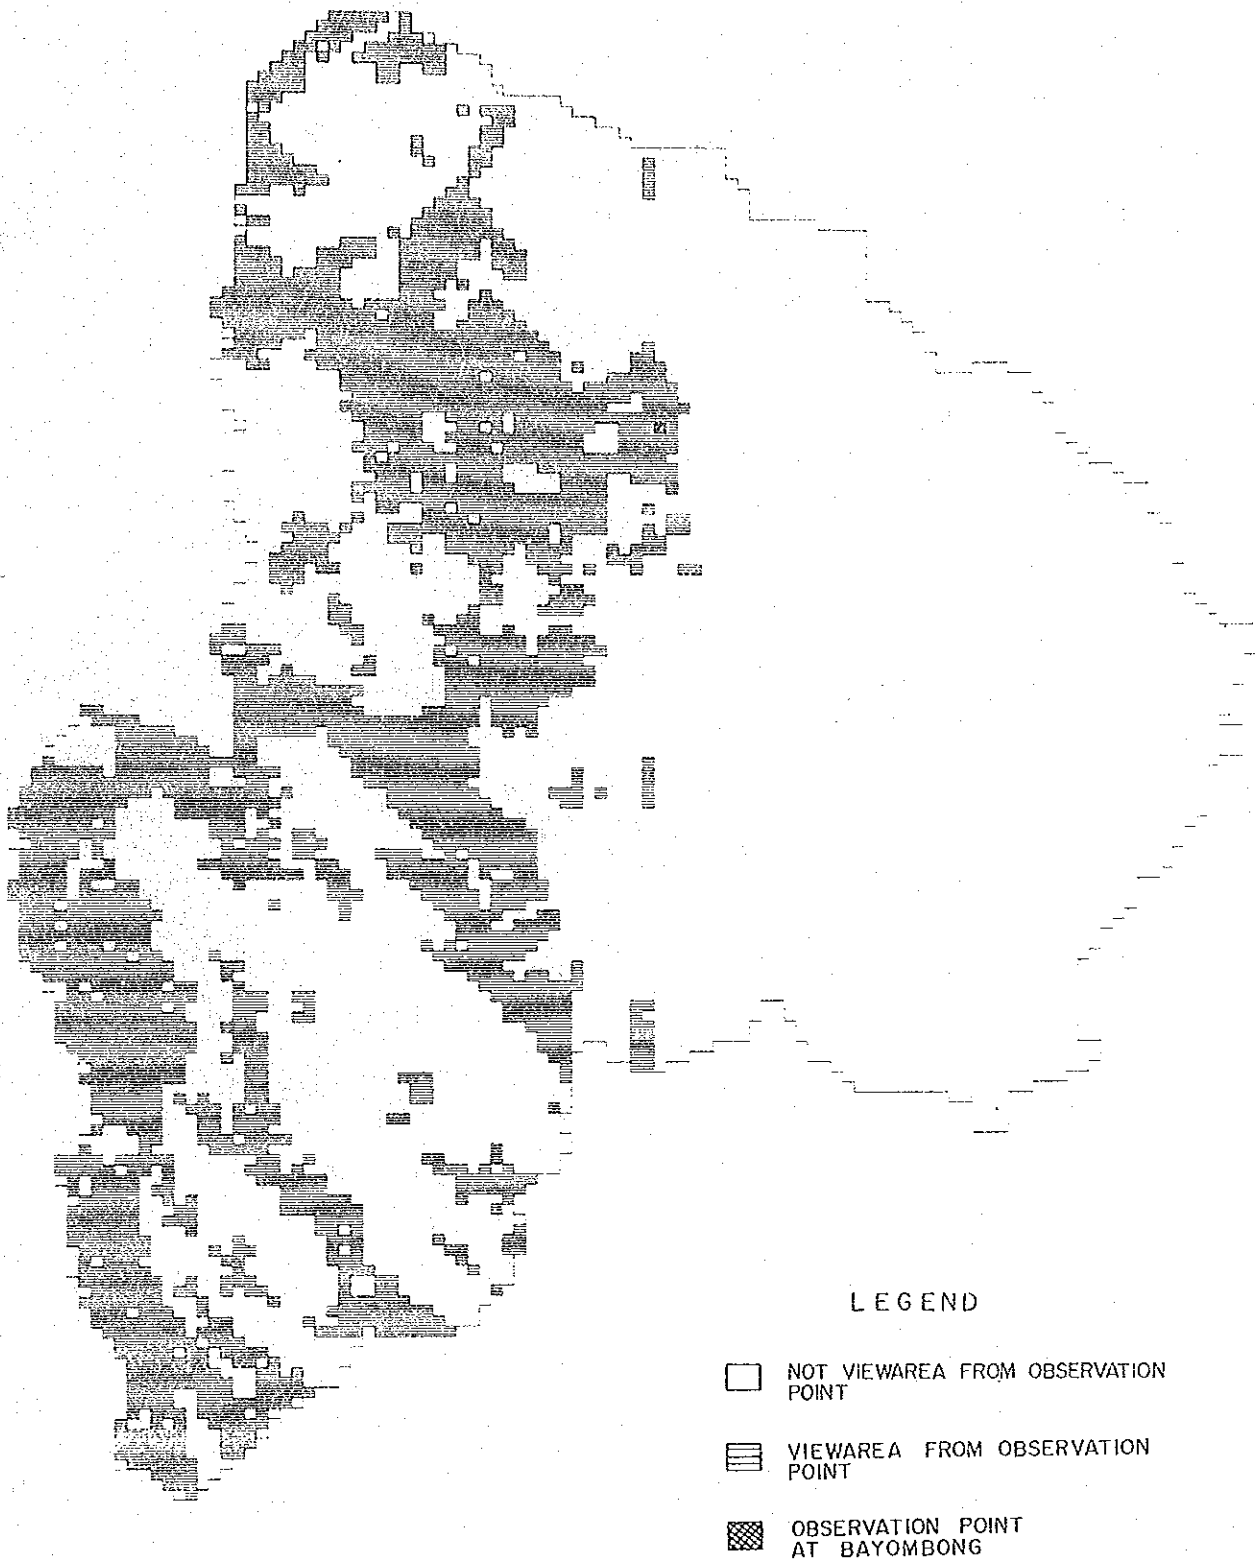 LEGEND
NOT VIEWAREA FROM OBSERVATION
POINT
VIEWAREA FROM OBSERVATION
POINT
OBSERVATION POINT
AT BAYOMBONG